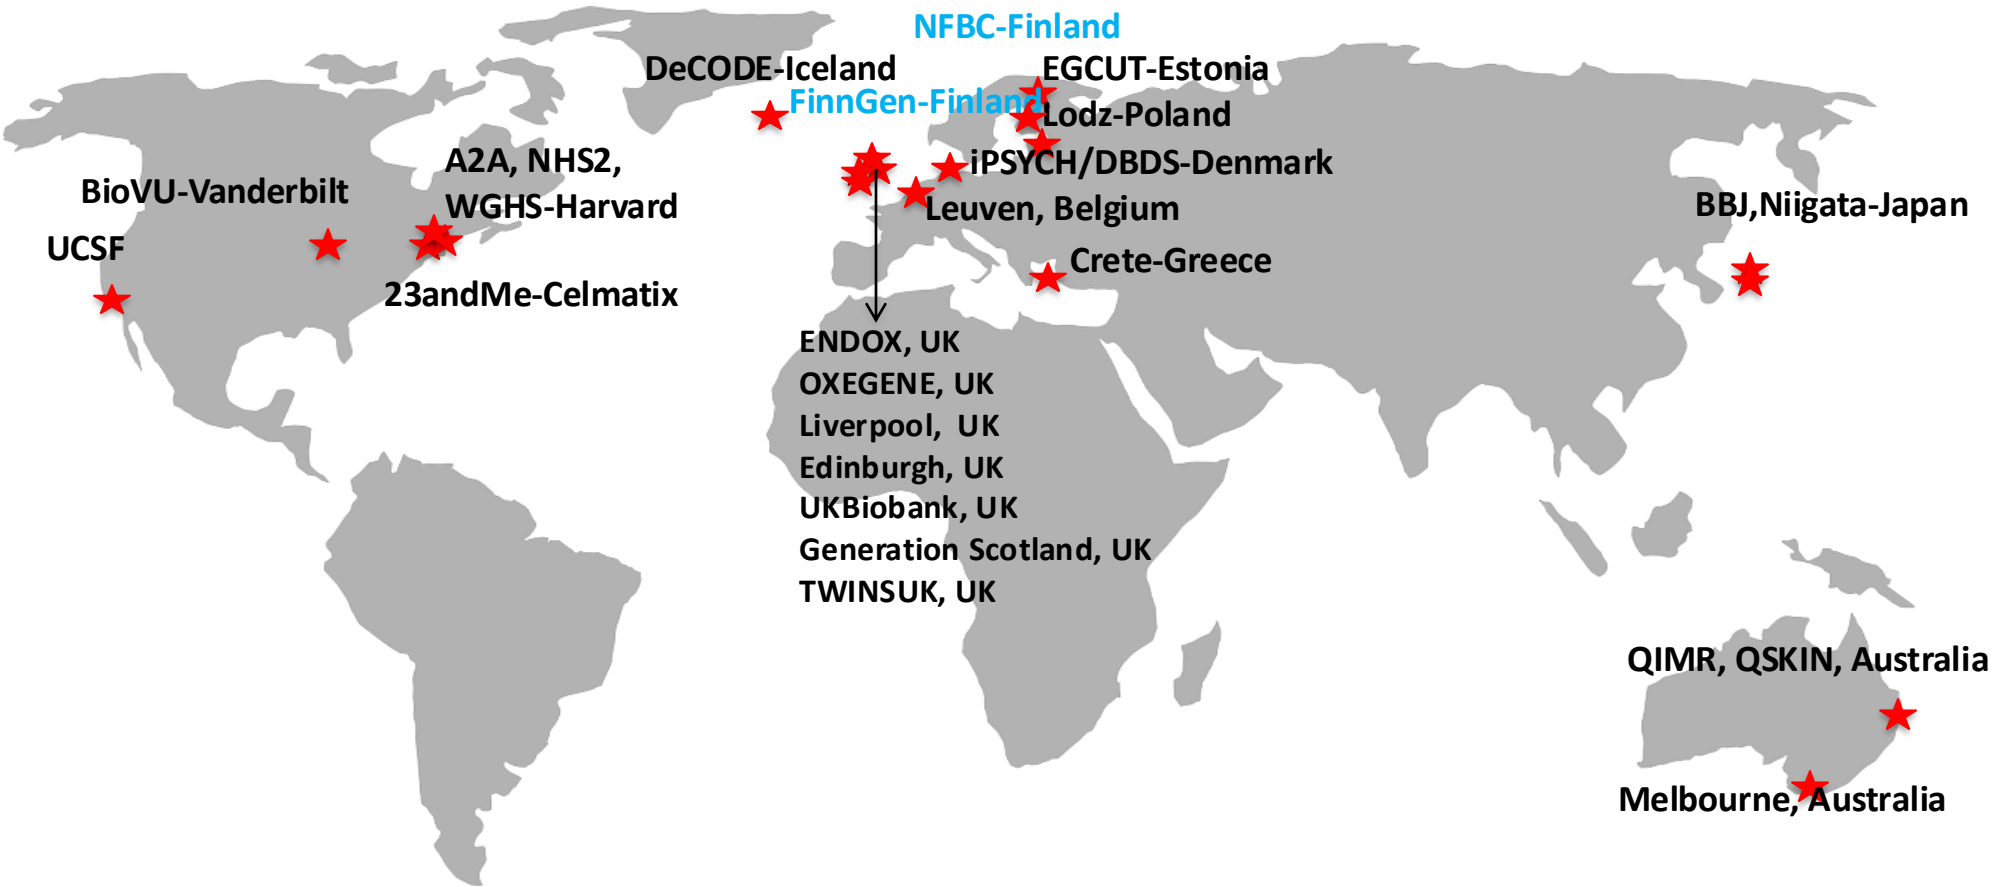 NFBC-Finland
DeCODE-Iceland
EGCUT-Estonia
FinnGen-Finland
Lodz-Poland
A2A, NHS2,
WGHS-Harvard
iPSYCH/DBDS-Denmark
BioVU-Vanderbilt
Leuven, Belgium
BBJ,Niigata-Japan
UCSF
Crete-Greece
23andMe-Celmatix
ENDOX, UK
OXEGENE, UK
Liverpool, UK
Edinburgh, UK
UKBiobank, UK
Generation Scotland, UK
TWINSUK, UK
QIMR, QSKIN, Australia
Melbourne, Australia